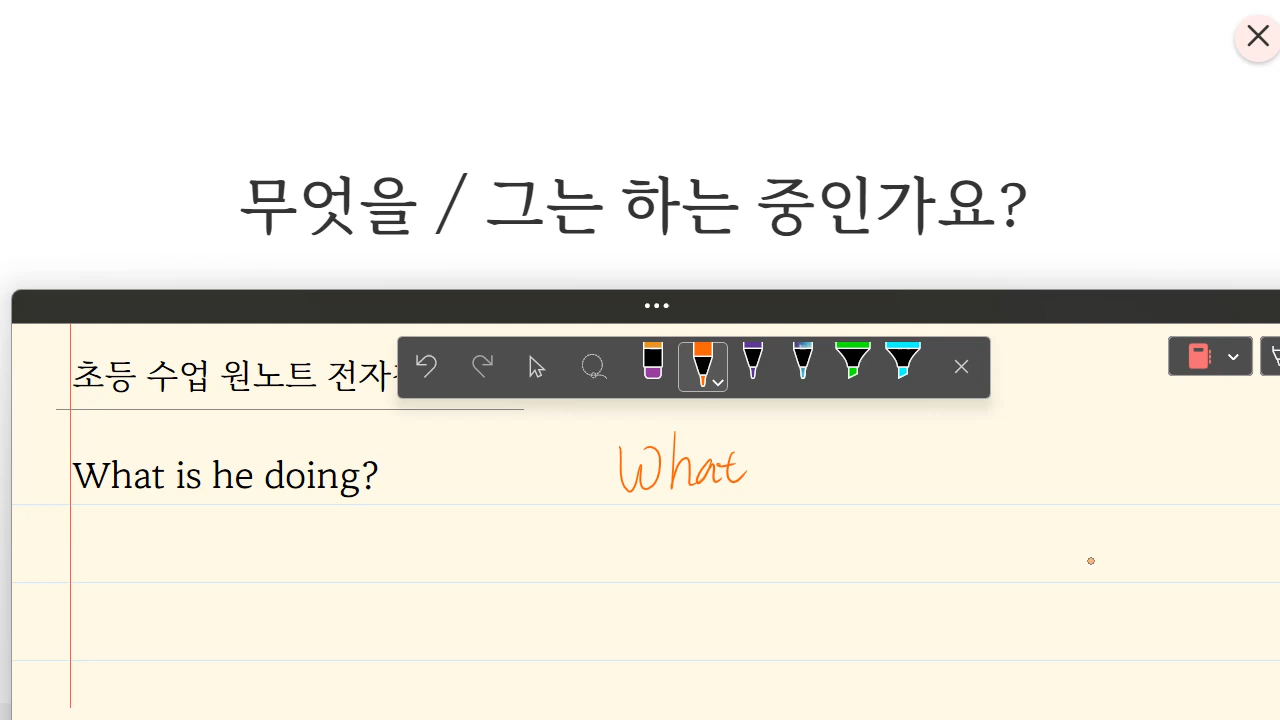 무엇을 / 그는 하는 중인가요?
초등 수업 원노트 전자
What is he doing?
What